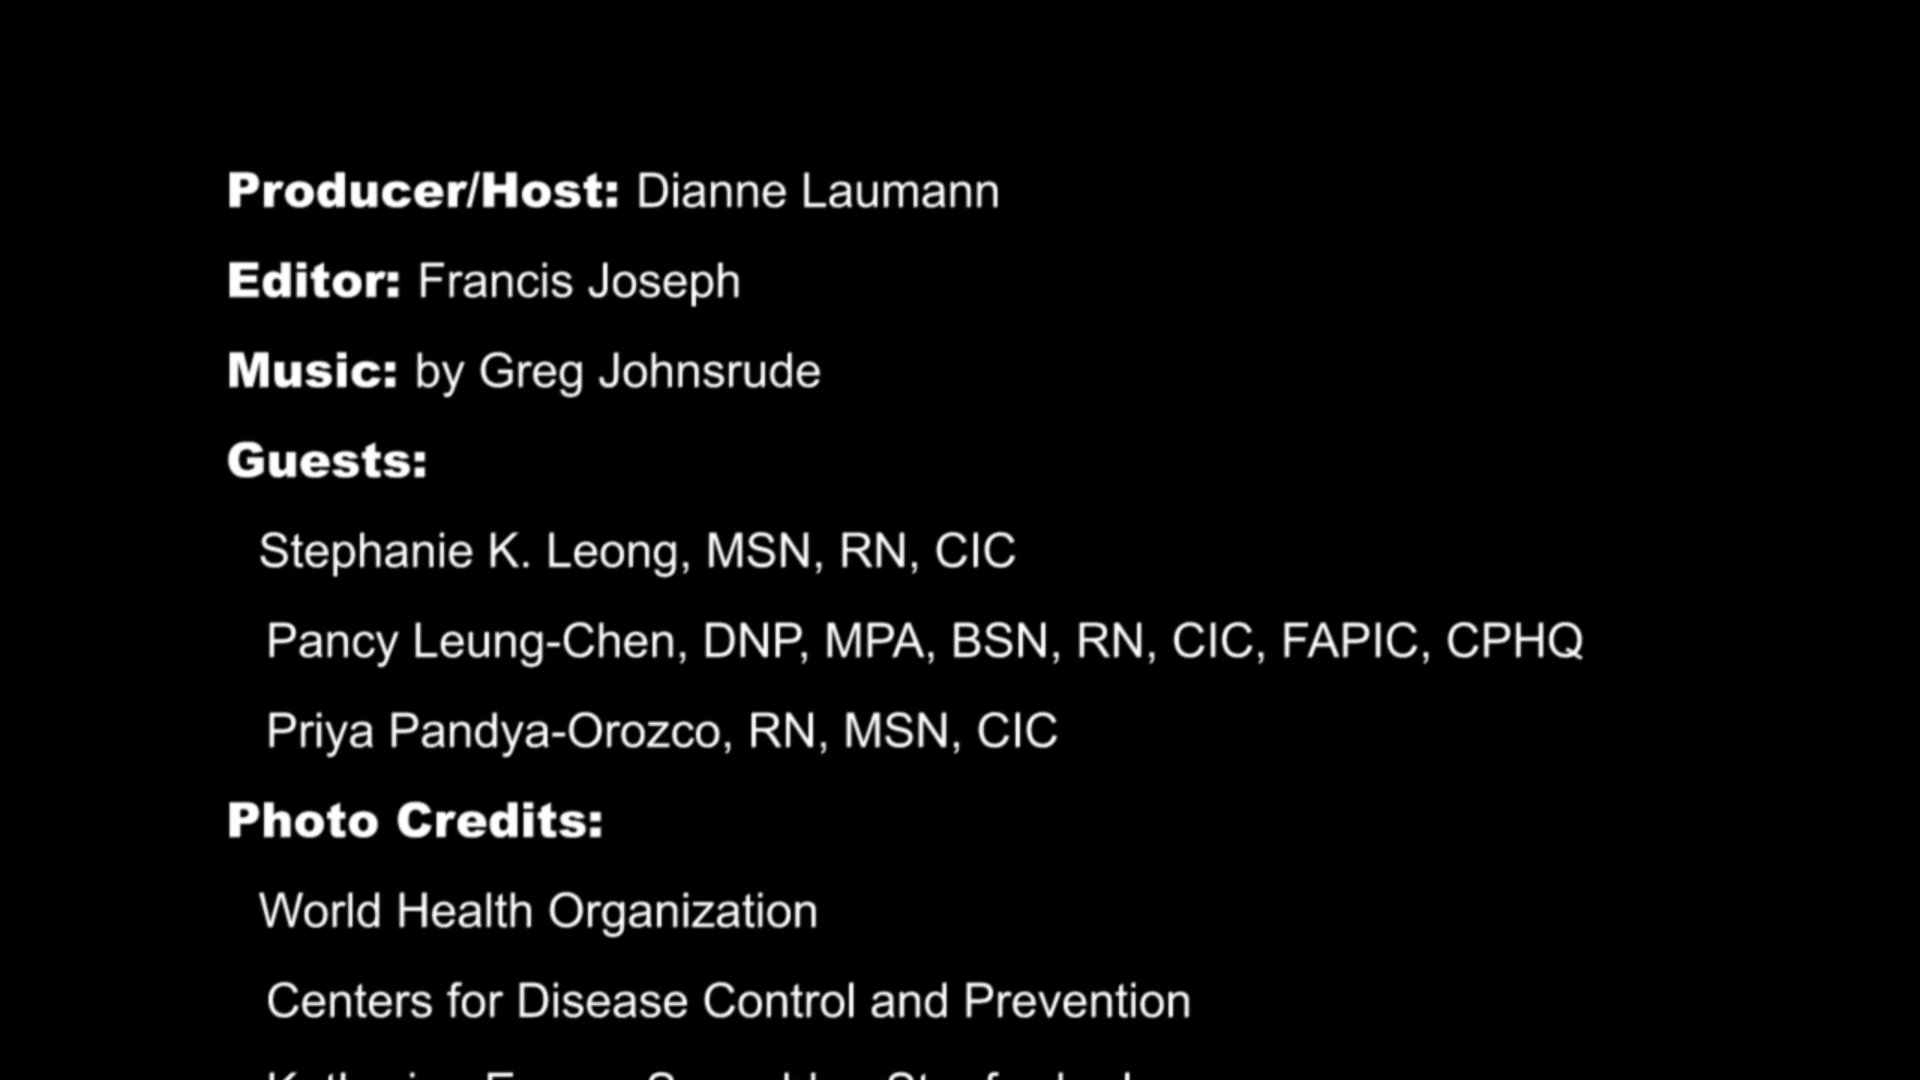 Producer/Host: Dianne Laumann
Editor: Francis Joseph
Music: by Greg Johnsrude
Guests:
Stephanie K. Leong, MSN, RN, CIC
Pancy Leung-Chen, DNP, MPA, BSN, RN, CIC, FAPIC, CPHQ
Priya Pandya-Orozco, RN, MSN, CIC
Photo Credits:
World Health Organization
Centers for Disease Control and Prevention